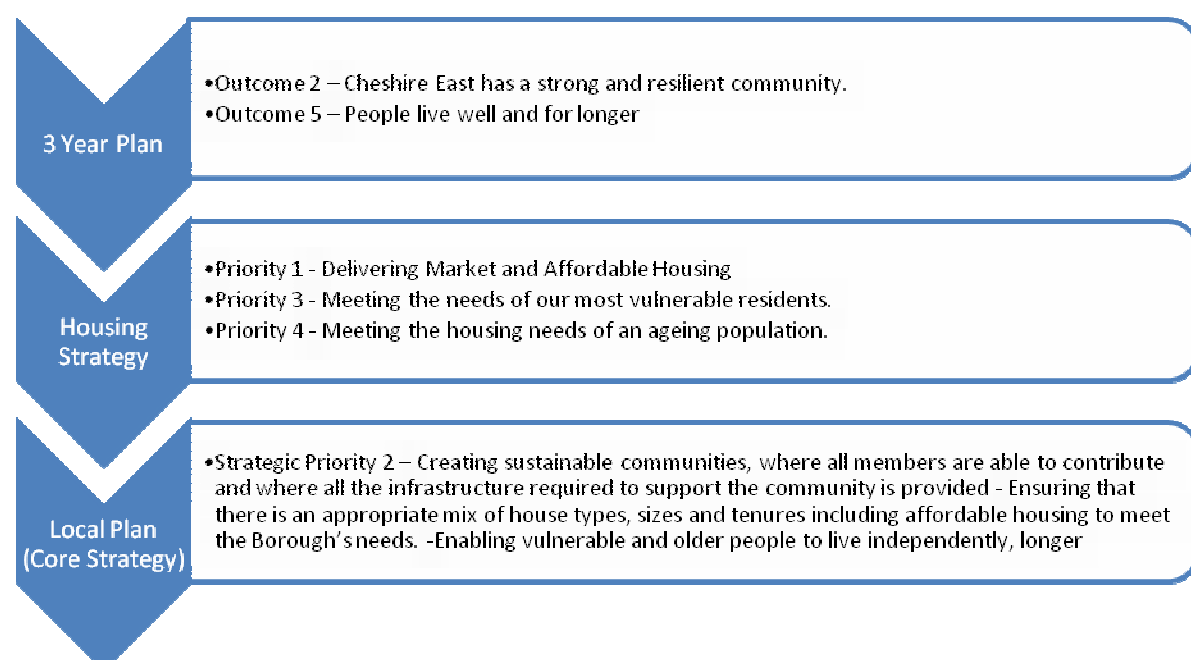 3 Year Plan
•Outcome 2 – Cheshire East has a strong and resilient community.
•Outcome 5 – People live well and for longer
Housing
Strategy
•Priority 1 - Delivering Market and Affordable Housing
•Priority 3 - Meeting the needs of our most vulnerable residents.
•Priority 4 - Meeting the housing needs of an ageing population.
Local Plan
(Core Strategy)
•Strategic Priority 2 – Creating sustainable communities, where all members are able to contribute
and where all the infrastructure required to support the community is provided - Ensuring that
there is an appropriate mix of house types, sizes and tenures including affordable housing to meet
the Borough's needs. -Enabling vulnerable and older people to live independently, longer